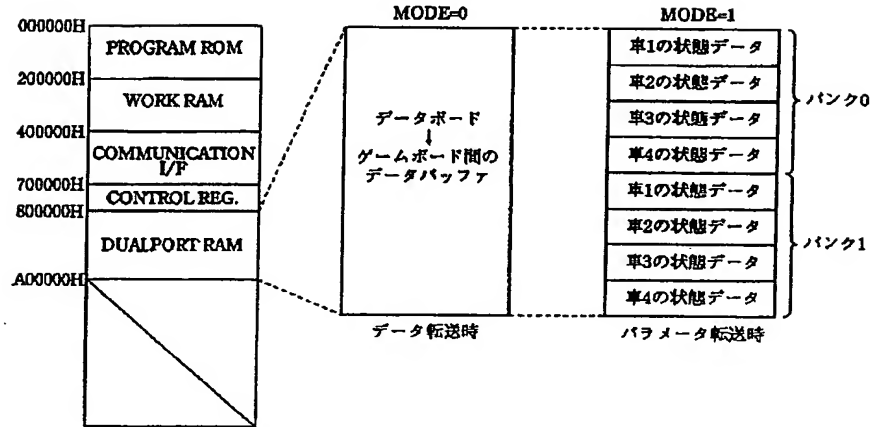 000000H
PROGRAM ROM
200000H
WORK RAM
400000H
COMMUNICATION
I/F
700000H
CONTROL REG.
800000H
DUALPORT RAM
A00000H
MODE=0
データボード
↓
ゲームボード間の
データバッファ
データ転送時
MODE=1
車1の状態データ
車2の状態データ
車3の状態データ
車4の状態データ
バンク0
車1の状態データ
車2の状態データ
車3の状態データ
車4の状態データ
バンク1
パラメータ転送時